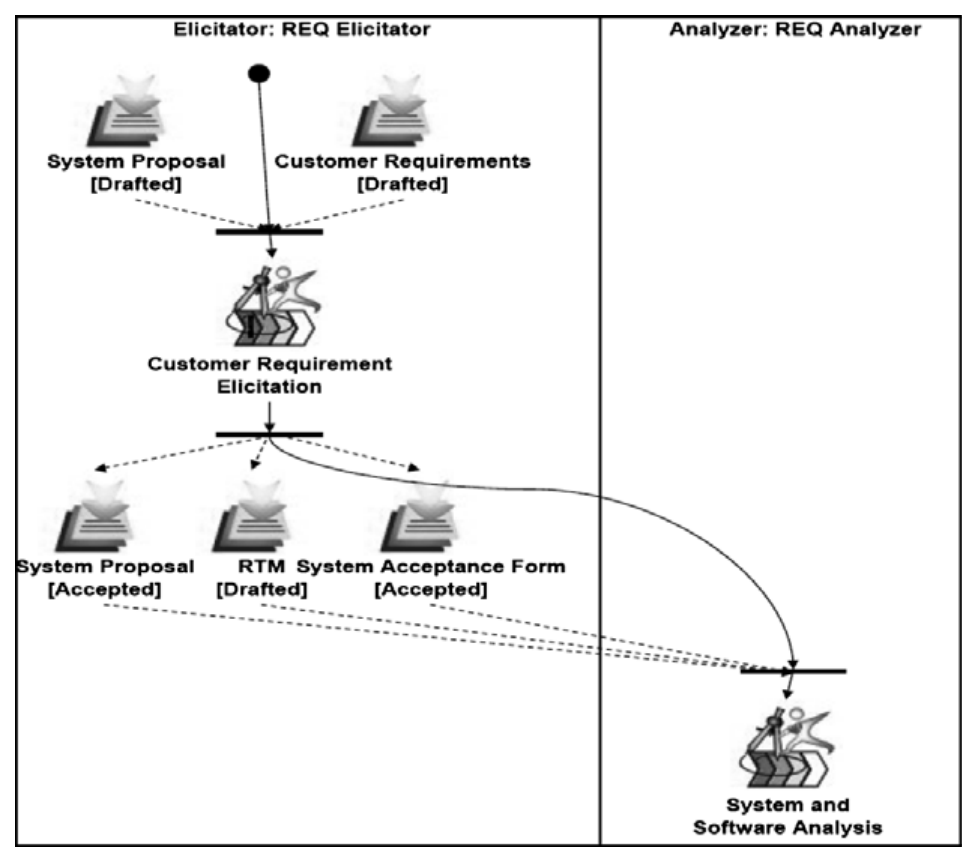 Elicitator: REQ Elicitator
Analyzer: REQ Analyzer
System Proposal
[Drafted]
Customer Requirements
[Drafted]
Customer Requirement
Elicitation
System Proposal
[Accepted]
RTM
[Drafted]
System Acceptance Form
[Accepted]
System and
Software Analysis